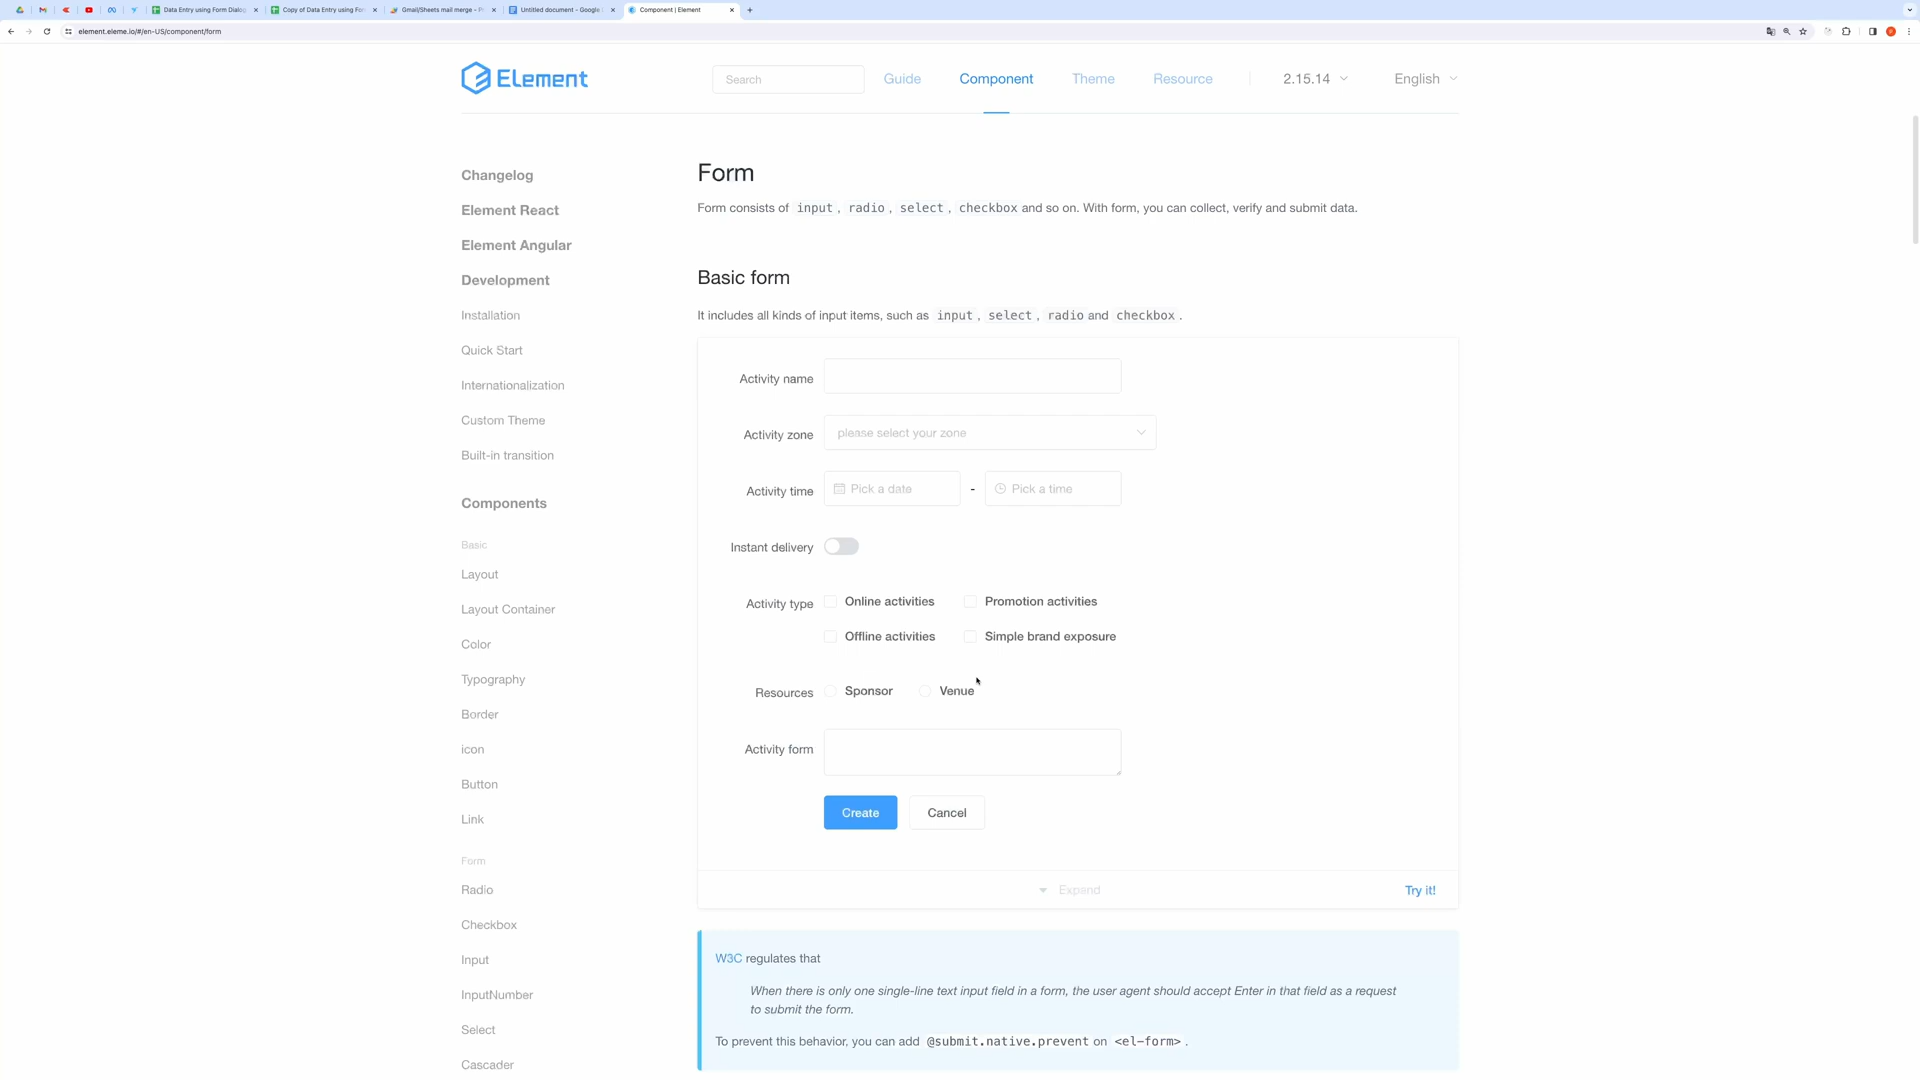 Data Entry using Form Dialog
Copy of Data Entry using For
Gmail/Sheets mail merge - P
Untitled document - Google
Component | Element
element.eleme.io/#/en-US/component/form
Element
Search
Guide
Component
Theme
Resource
2.15.14
English
Changelog
Element React
Element Angular
Development
Installation
Quick Start
Internationalization
Custom Theme
Built-in transition
Components
Basic
Layout
Layout Container
Color
Typography
Border
icon
Button
Link
Form
Radio
Checkbox
Input
InputNumber
Select
Cascader
Form
Form consists of input, radio, select, checkbox and so on. With form, you can collect, verify and submit data.
Basic form
It includes all kinds of input items, such as input, select, radio and checkbox.
Activity name
Activity zone please select your zone
Activity time Pick a date - Pick a time
Instant delivery
Activity type Online activities Promotion activities
Offline activities Simple brand exposure
Resources Sponsor Venue
Activity form
Create Cancel
Expand Try it!
W3C regulates that
When there is only one single-line text input field in a form, the user agent should accept Enter in that field as a request
to submit the form.
To prevent this behavior, you can add @submit.native.prevent on <el-form>.